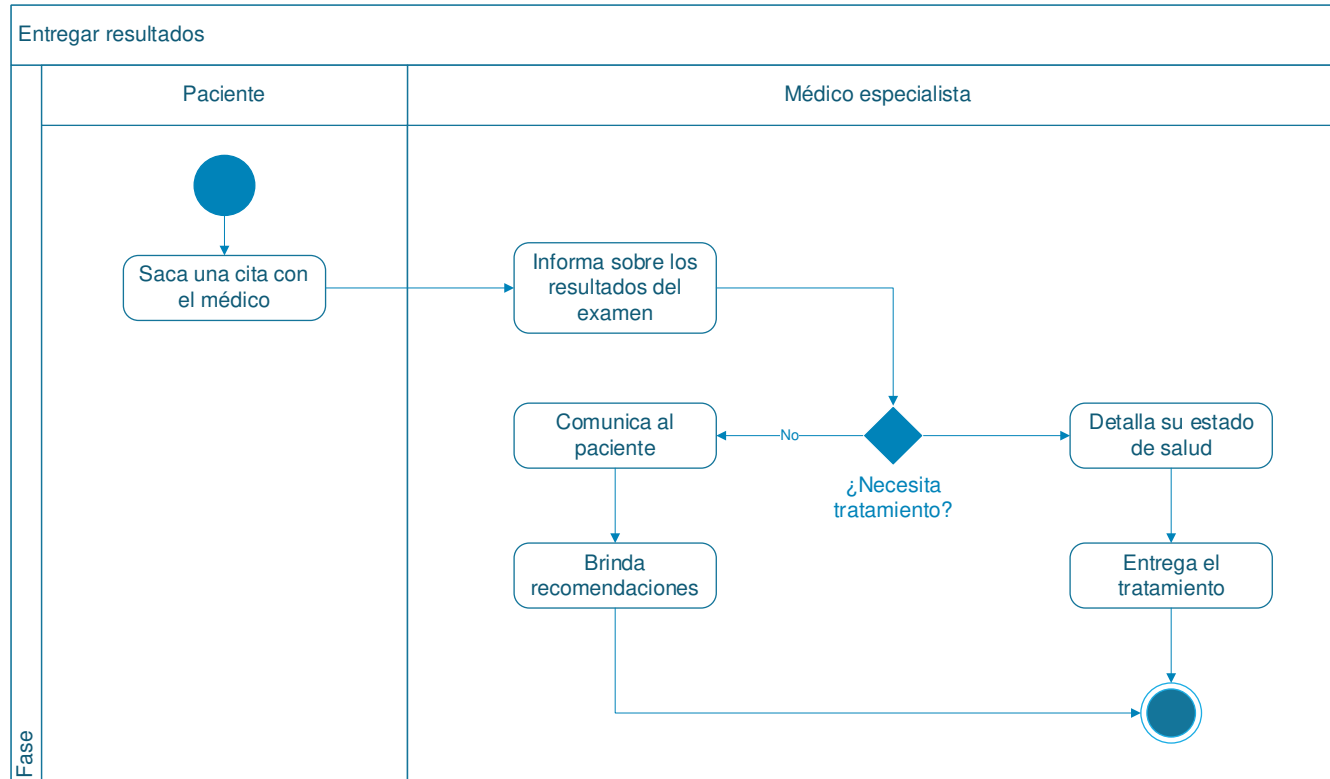 Entregar resultados
Paciente
Médico especialista
Saca una cita con
el médico
Informa sobre los
resultados del
examen
Comunica al
paciente
No
¿Necesita
tratamiento?
Detalla su estado
de salud
Brinda
recomendaciones
Entrega el
tratamiento
Fase